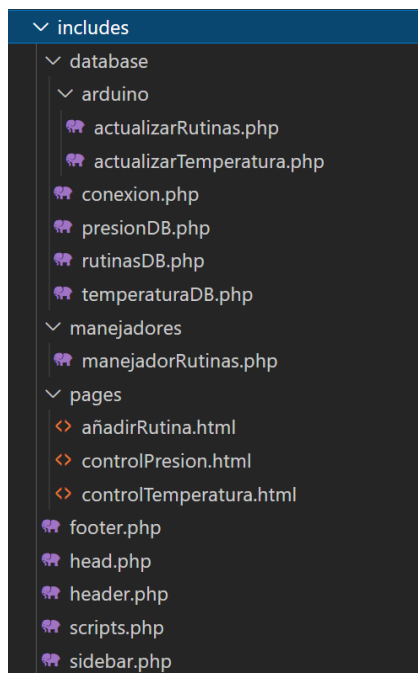 includes
database
arduino
actualizarRutinas.php
actualizarTemperatura.php
conexion.php
presionDB.php
rutinasDB.php
temperaturaDB.php
manejadores
manejadorRutinas.php
pages
añadirRutina.html
controlPresion.html
controlTemperatura.html
footer.php
head.php
header.php
scripts.php
sidebar.php